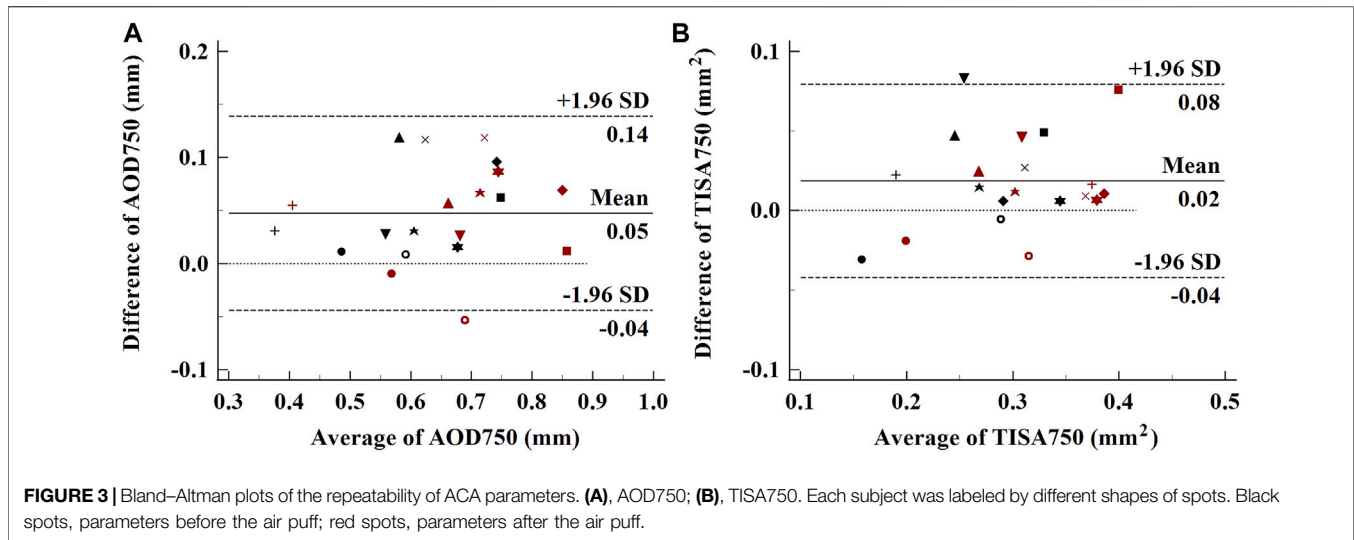 A
0.2
0.1
0.0
-0.1
Difference of AOD750 (mm)
+1.96 SD
0.14
Mean
0.05
-1.96 SD
-0.04
0.3 0.4 0.5 0.6 0.7 0.8 0.9 1.0
Average of AOD750 (mm)
B
0.1
0.0
-0.1
Difference of TISA750 (mm²)
+1.96 SD
0.08
Mean
0.02
-1.96 SD
-0.04
0.1 0.2 0.3 0.4 0.5
Average of TISA750 (mm²)
FIGURE 3 | Bland–Altman plots of the repeatability of ACA parameters. (A), AOD750; (B), TISA750. Each subject was labeled by different shapes of spots. Black
spots, parameters before the air puff; red spots, parameters after the air puff.